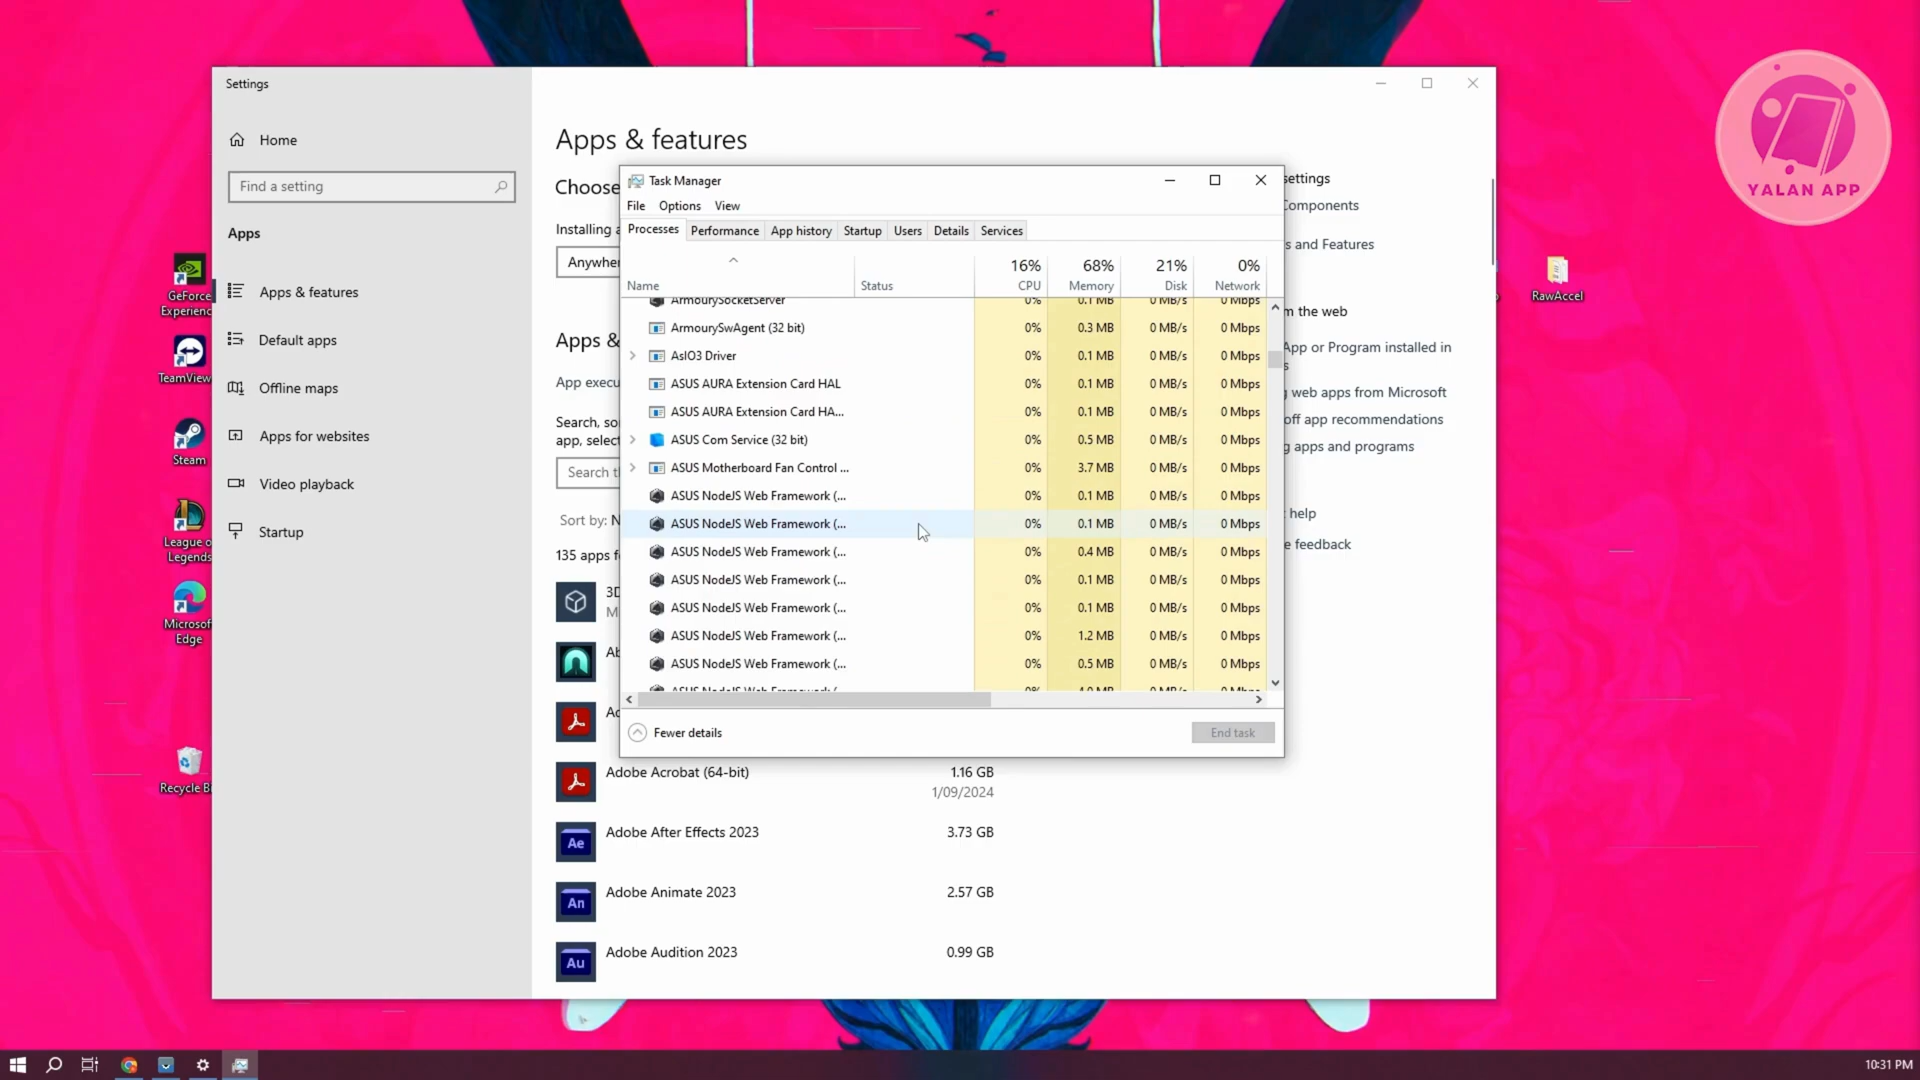 Settings
Home
Find a setting
Apps
Apps & features
Default apps
Offline maps
Apps for websites
Video playback
Startup
Apps & features
Choose
Installing a
Anywher
Apps &
App execu
Search, so
app, select
Search t
Sort by: N
135 apps f
3D
M
Ab
Ac
Adobe Acrobat (64-bit)
1.16 GB
1/09/2024
Adobe After Effects 2023
3.73 GB
Adobe Animate 2023
2.57 GB
Adobe Audition 2023
0.99 GB
Ae
An
Au
settings
Components
s and Features
m the web
App or Program installed in
s
g web apps from Microsoft
off app recommendations
g apps and programs
help
e feedback
Task Manager
File Options View
Processes Performance App history Startup Users Details Services
16% 68% 21% 0%
Name Status CPU Memory Disk Network
ArmourySocketServer 0% 0.1 MB 0 MB/s 0 Mbps
ArmourySwAgent (32 bit) 0% 0.3 MB 0 MB/s 0 Mbps
AsIO3 Driver 0% 0.1 MB 0 MB/s 0 Mbps
ASUS AURA Extension Card HAL 0% 0.1 MB 0 MB/s 0 Mbps
ASUS AURA Extension Card HA... 0% 0.1 MB 0 MB/s 0 Mbps
ASUS Com Service (32 bit) 0% 0.5 MB 0 MB/s 0 Mbps
ASUS Motherboard Fan Control ... 0% 3.7 MB 0 MB/s 0 Mbps
ASUS NodeJS Web Framework (... 0% 0.1 MB 0 MB/s 0 Mbps
ASUS NodeJS Web Framework (... 0% 0.1 MB 0 MB/s 0 Mbps
ASUS NodeJS Web Framework (... 0% 0.4 MB 0 MB/s 0 Mbps
ASUS NodeJS Web Framework (... 0% 0.1 MB 0 MB/s 0 Mbps
ASUS NodeJS Web Framework (... 0% 0.1 MB 0 MB/s 0 Mbps
ASUS NodeJS Web Framework (... 0% 1.2 MB 0 MB/s 0 Mbps
ASUS NodeJS Web Framework (... 0% 0.5 MB 0 MB/s 0 Mbps
ASUS NodeJS Web Framework (
Fewer details
End task
GeForce
Experienc
TeamView
Steam
League o
Legends
Microsof
Edge
Recycle Bi
RawAccel
YALAN APP
10:31 PM